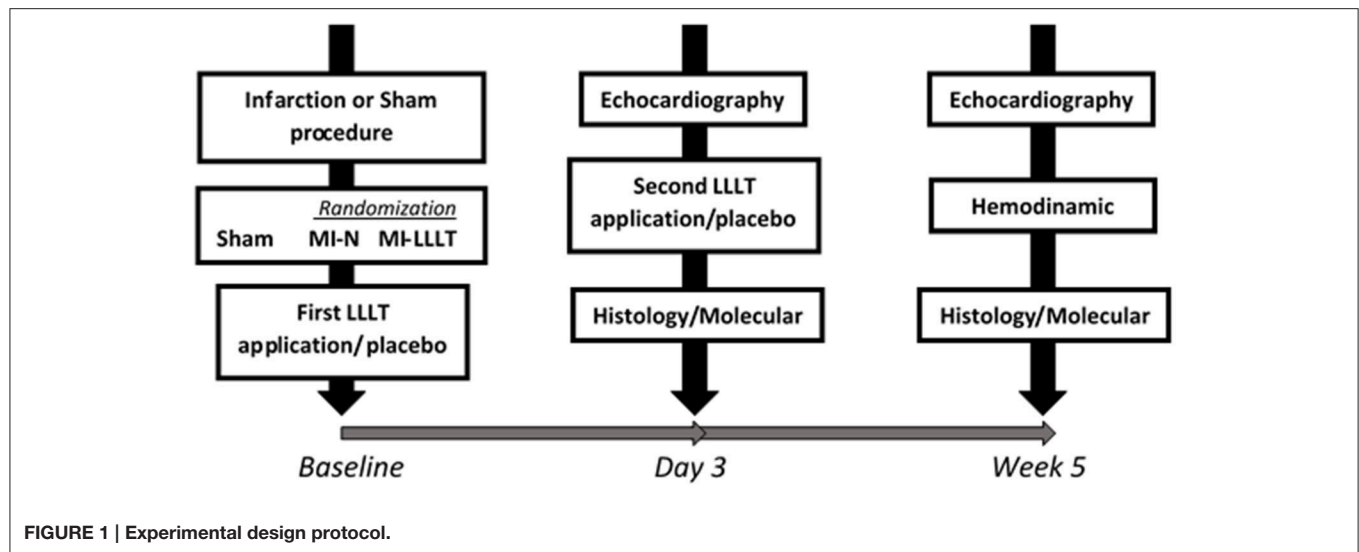 Infarction or Sham
procedure
Randomization
Sham MI-N MI-LLLT
First LLLT
application/placebo
Echocardiography
Second LLLT
application/placebo
Histology/Molecular
Echocardiography
Hemodinamic
Histology/Molecular
Baseline
Day 3
Week 5
FIGURE 1 | Experimental design protocol.